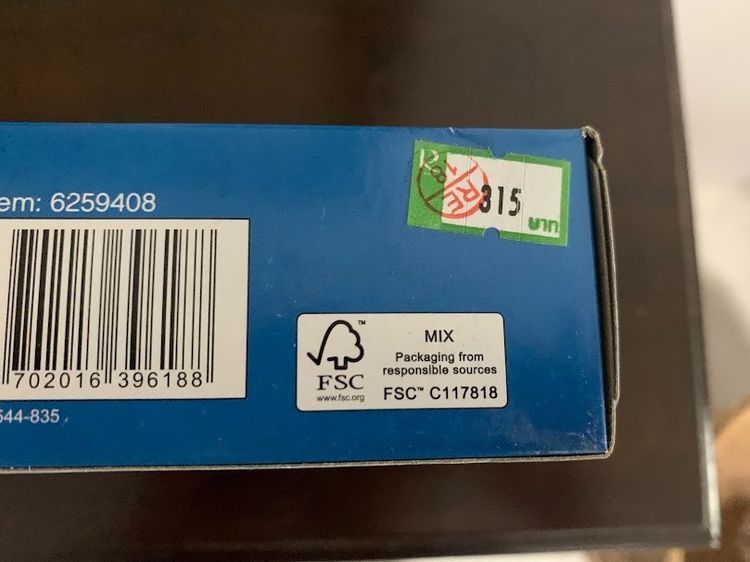 em: 6259408
702016 396188
544-835
315
บาท
™
FSC
www.fsc.org
MIX
Packaging from
responsible sources
FSC™ C117818